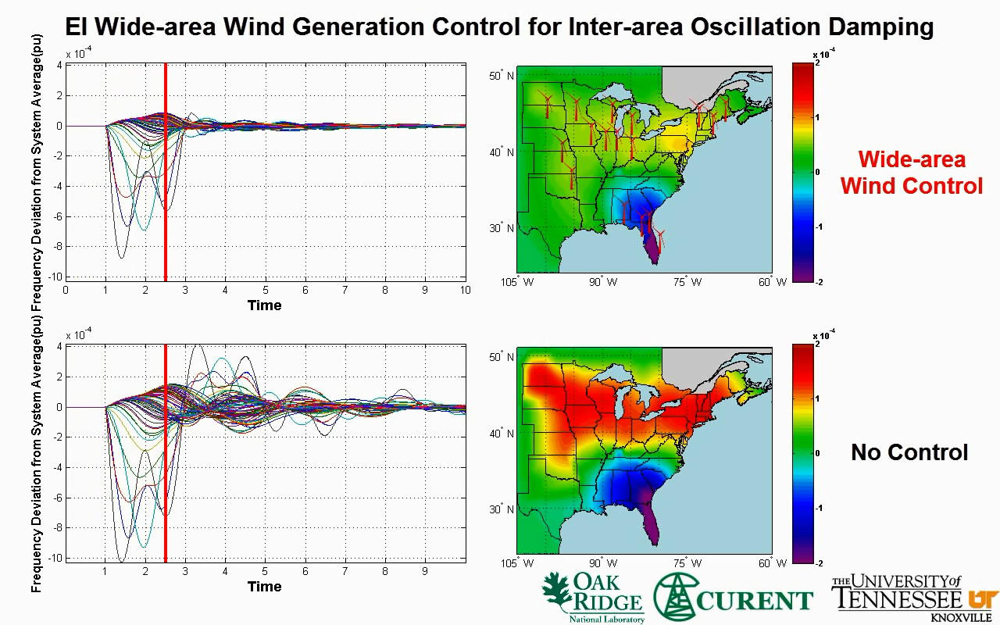 EI Wide-area Wind Generation Control for Inter-area Oscillation Damping
Frequency Deviation from System Average(pu)
x 10-4
4
2
0
-2
-4
-6
-8
-10
0 1 2 3 4 5 6 7 8 9 10
Time
50° N
40° N
30° N
105° W 90° W 75° W 60° W
x 10-4
2
1
0
-1
-2
Wide-area
Wind Control
Frequency Deviation from System Average(pu)
x 10-4
4
2
0
-2
-4
-6
-8
-10
1 2 3 4 5 6 7 8 9
Time
50° N
40° N
30° N
105° W 90° W 75° W 60° W
x 10-4
2
1
0
-1
-2
No Control
OAK
RIDGE
National Laboratory
CURENT
THE UNIVERSITY of
TENNESSEE UT
KNOXVILLE